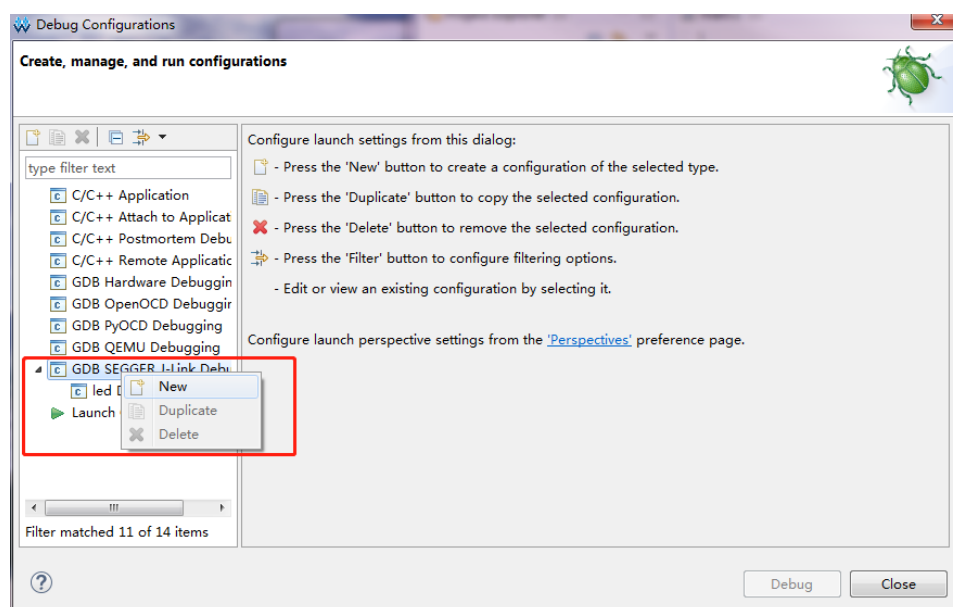 Debug Configurations
Create, manage, and run configurations
type filter text
C/C++ Application
C/C++ Attach to Applicat
C/C++ Postmortem Debu
C/C++ Remote Applicatic
GDB Hardware Debuggin
GDB OpenOCD Debuggir
GDB PyOCD Debugging
GDB QEMU Debugging
GDB SEGGER J-Link Debu
led
Launch
New
Duplicate
Delete
Filter matched 11 of 14 items
Configure launch settings from this dialog:
- Press the 'New' button to create a configuration of the selected type.
- Press the 'Duplicate' button to copy the selected configuration.
- Press the 'Delete' button to remove the selected configuration.
- Press the 'Filter' button to configure filtering options.
- Edit or view an existing configuration by selecting it.
Configure launch perspective settings from the 'Perspectives' preference page.
Debug
Close